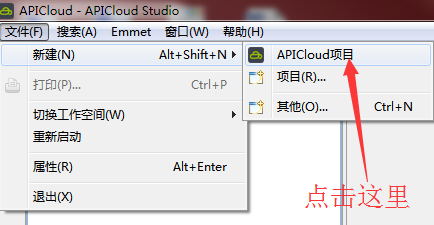 APICloud - APICloud Studio
文件(F) 搜索(A) Emmet 窗口(W) 帮助(H)
新建(N) Alt+Shift+N
APICloud项目
项目(R)...
其他(O)... Ctrl+N
打印(P)... Ctrl+P
切换工作空间(W)
重新启动
属性(R) Alt+Enter
退出(X)
点击这里